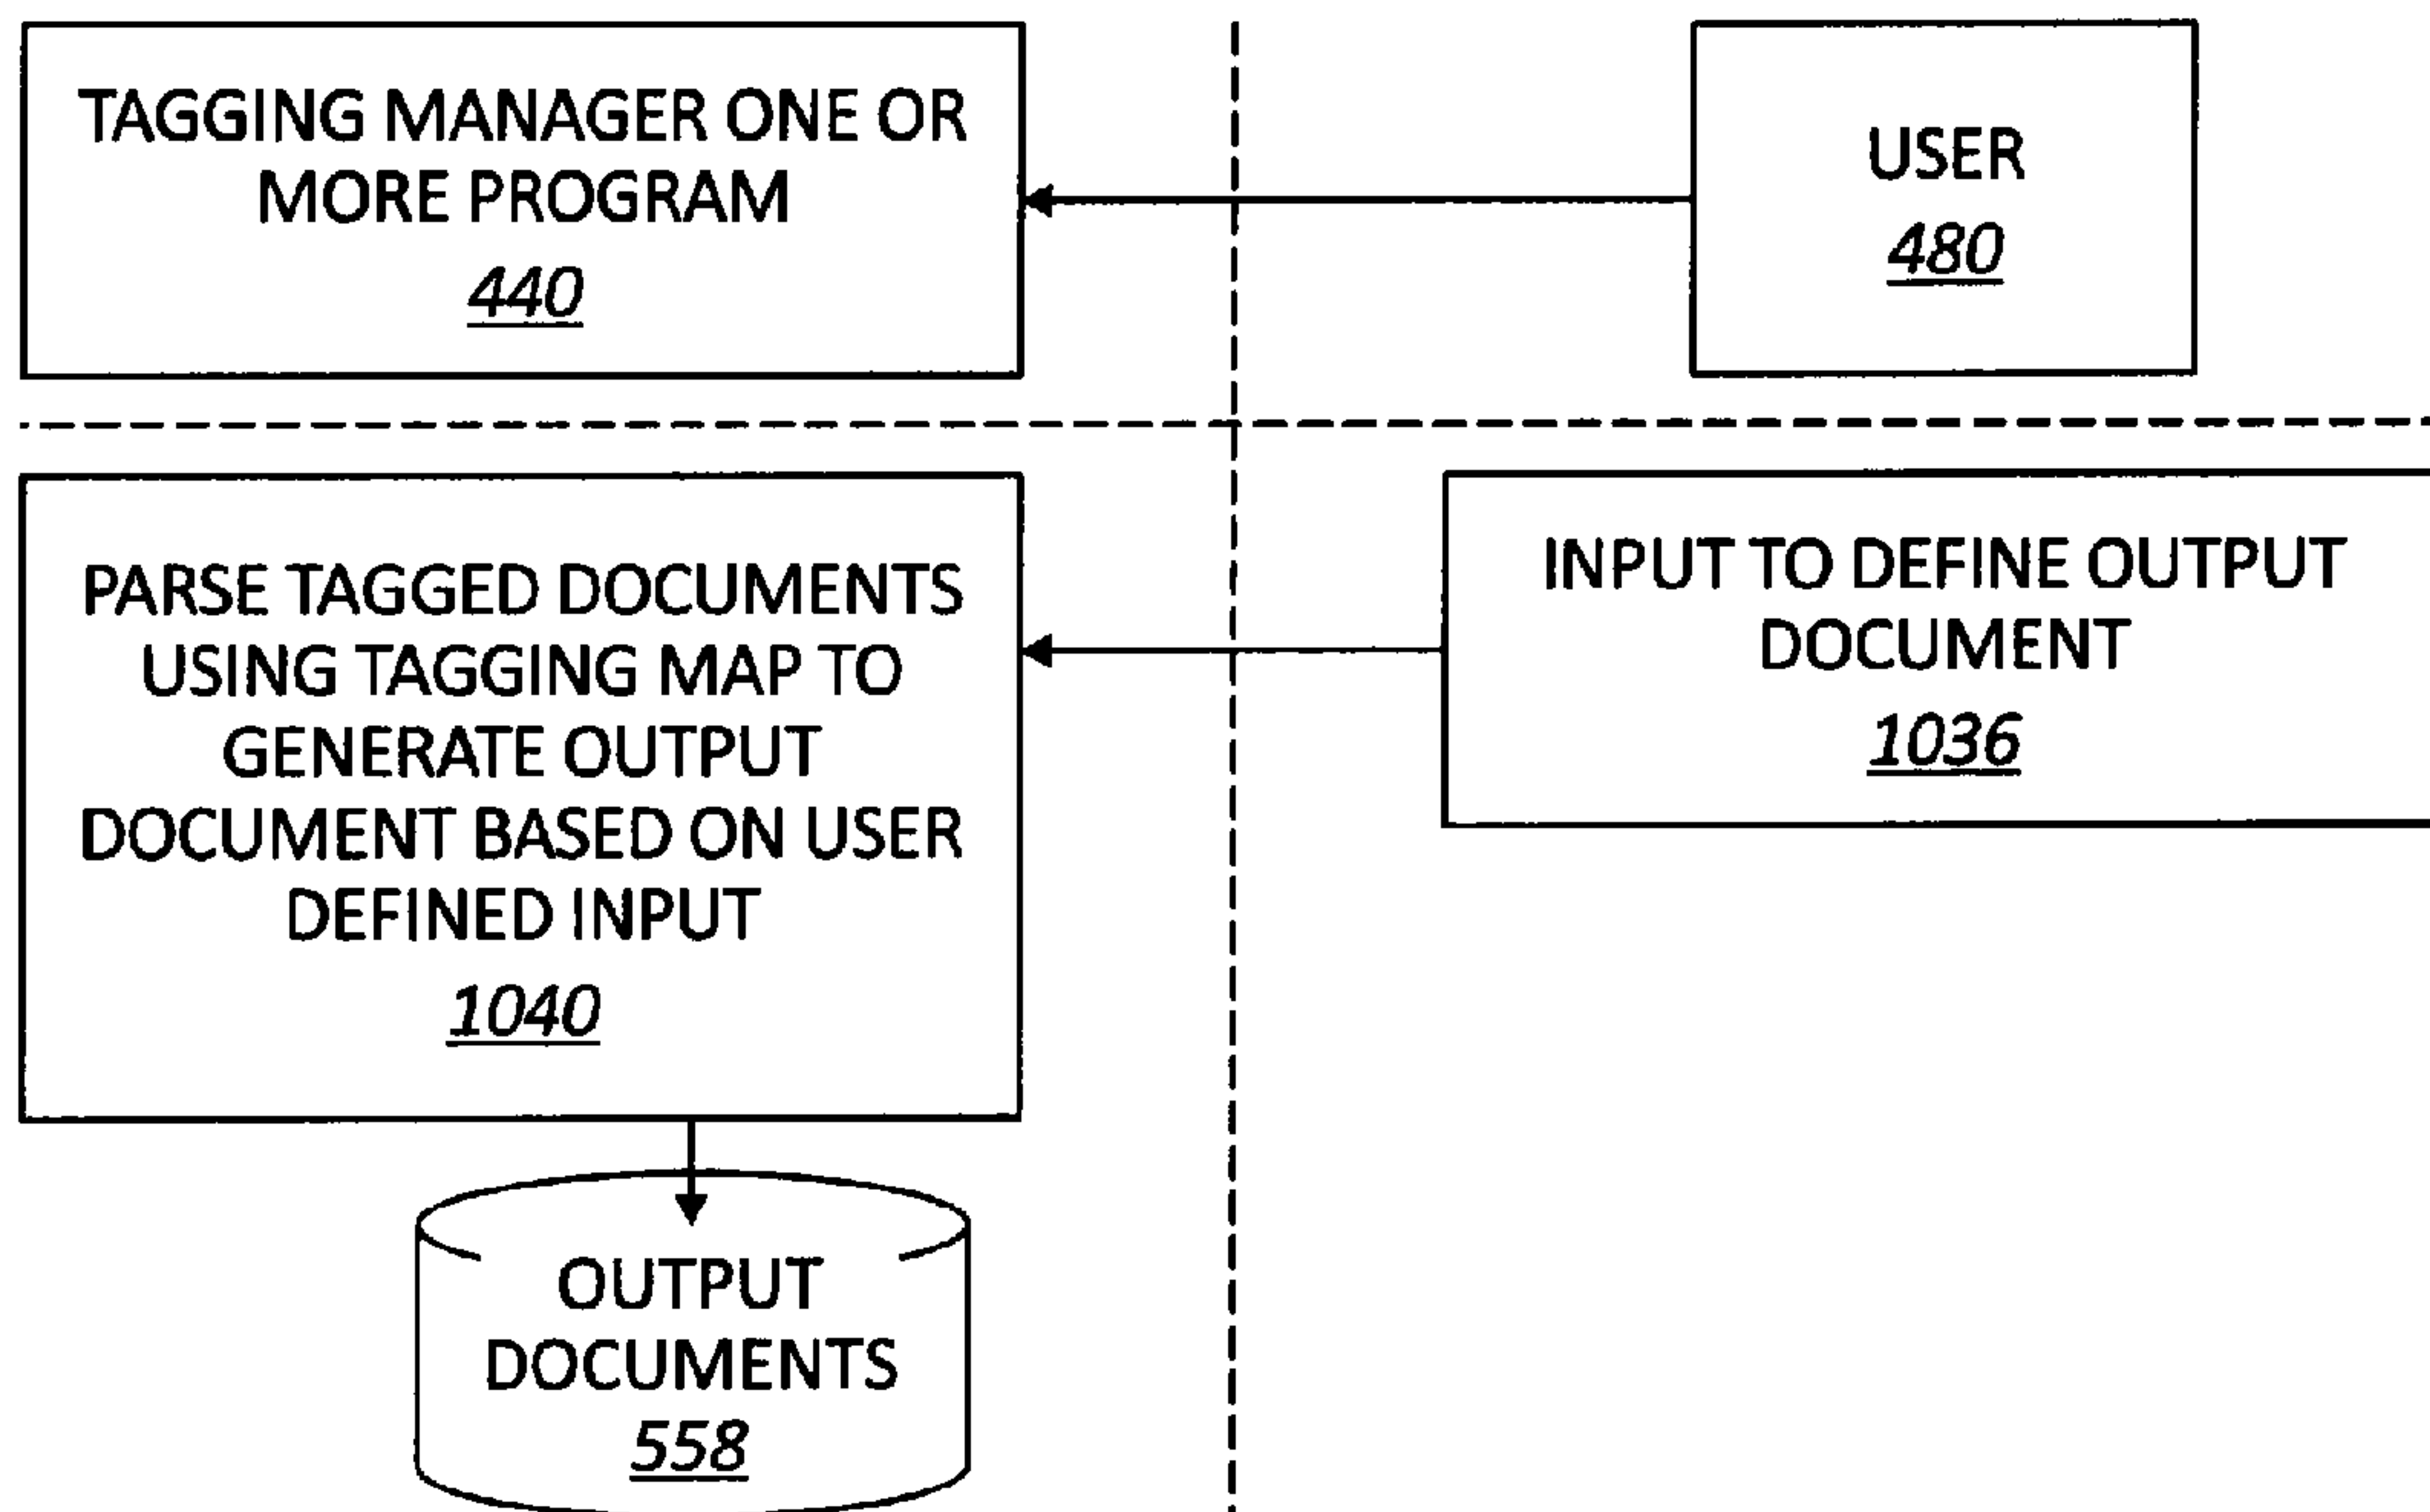 TAGGING MANAGER ONE OR
MORE PROGRAM
440
USER
480
PARSE TAGGED DOCUMENTS
USING TAGGING MAP TO
GENERATE OUTPUT
DOCUMENT BASED ON USER
DEFINED INPUT
1040
INPUT TO DEFINE OUTPUT
DOCUMENT
1036
OUTPUT
DOCUMENTS
558